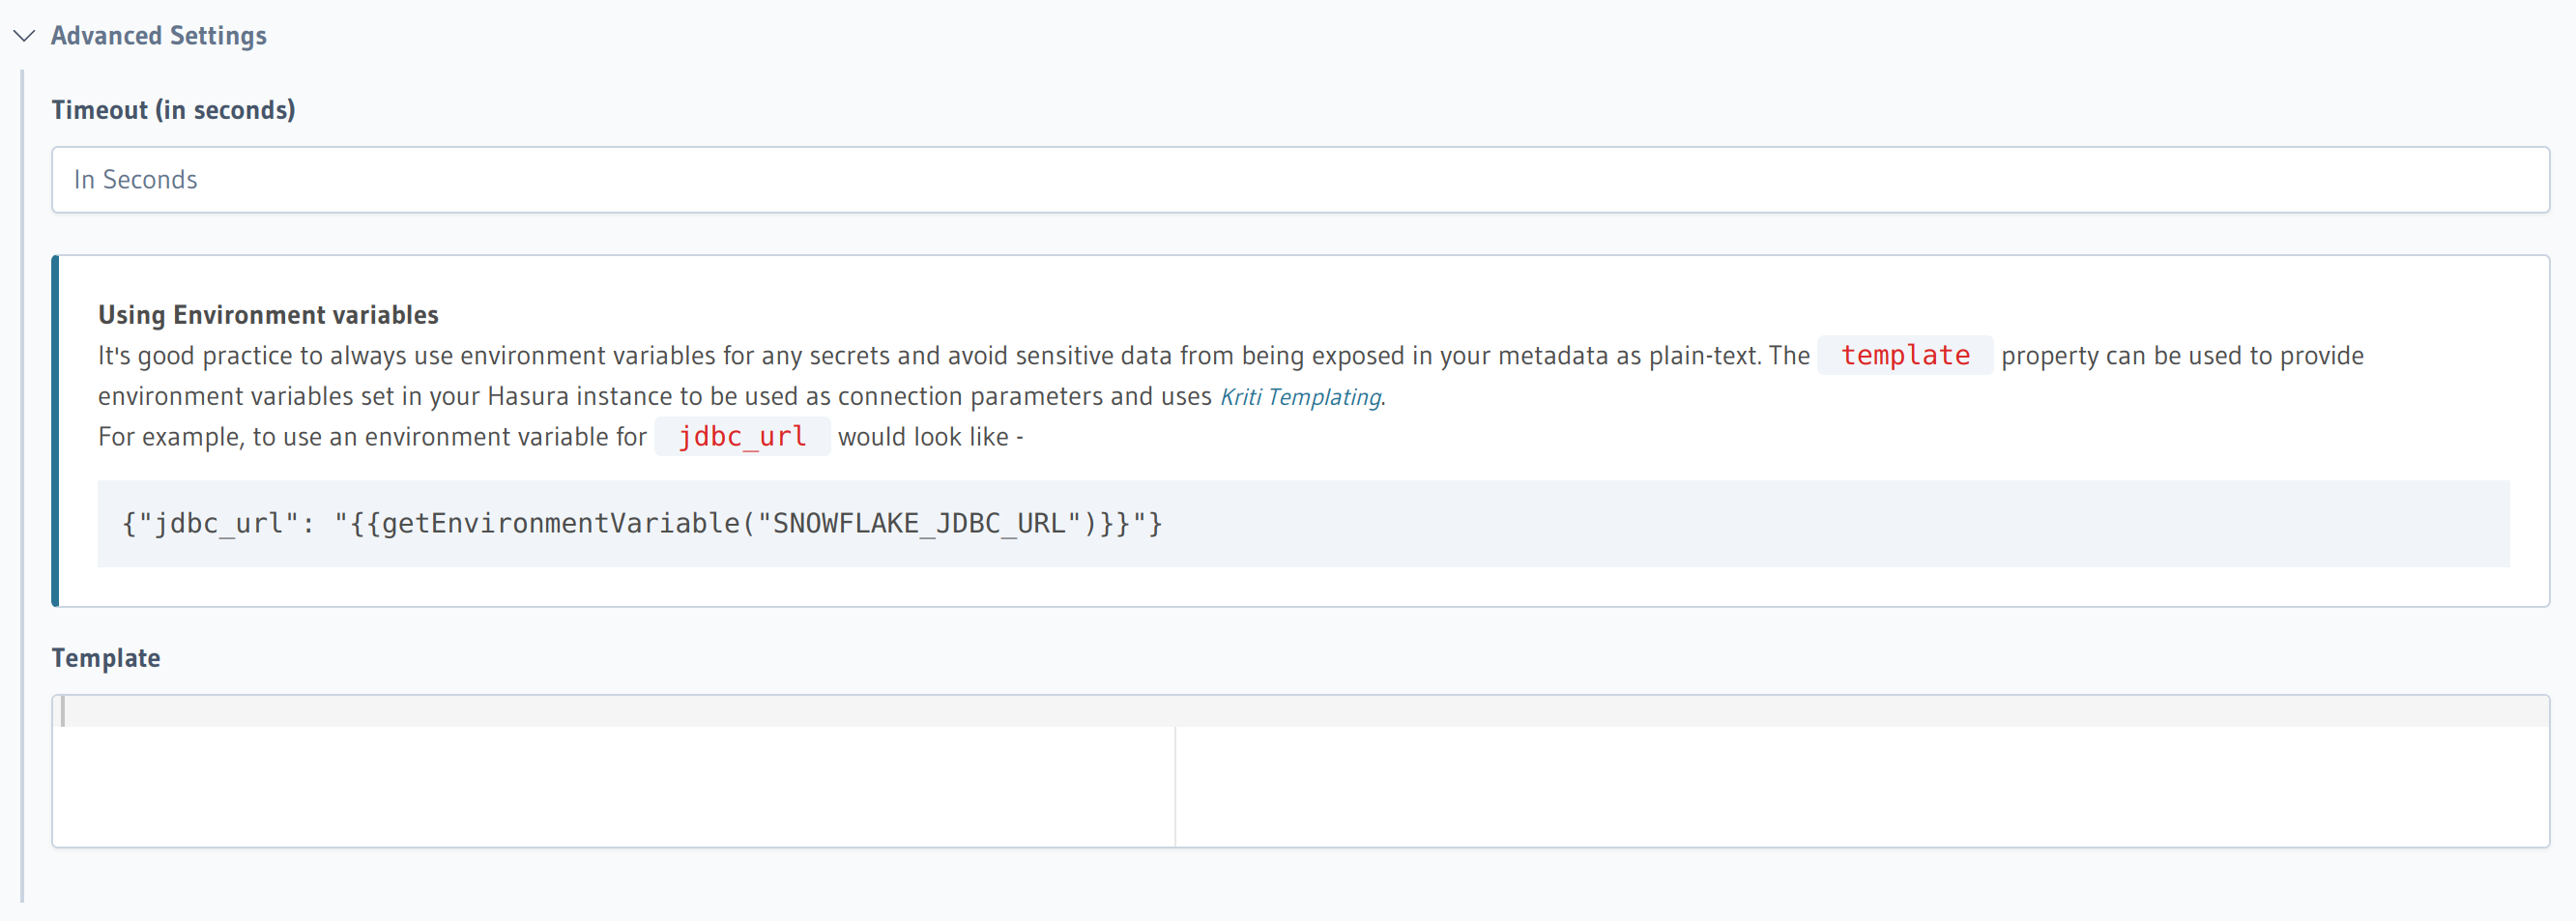 Advanced Settings
Timeout (in seconds)
In Seconds
Using Environment variables
It's good practice to always use environment variables for any secrets and avoid sensitive data from being exposed in your metadata as plain-text. The template property can be used to provide
environment variables set in your Hasura instance to be used as connection parameters and uses Kriti Templating.
For example, to use an environment variable for jdbc_url would look like -
{"jdbc_url": "{{getEnvironmentVariable("SNOWFLAKE_JDBC_URL")}}"}
Template